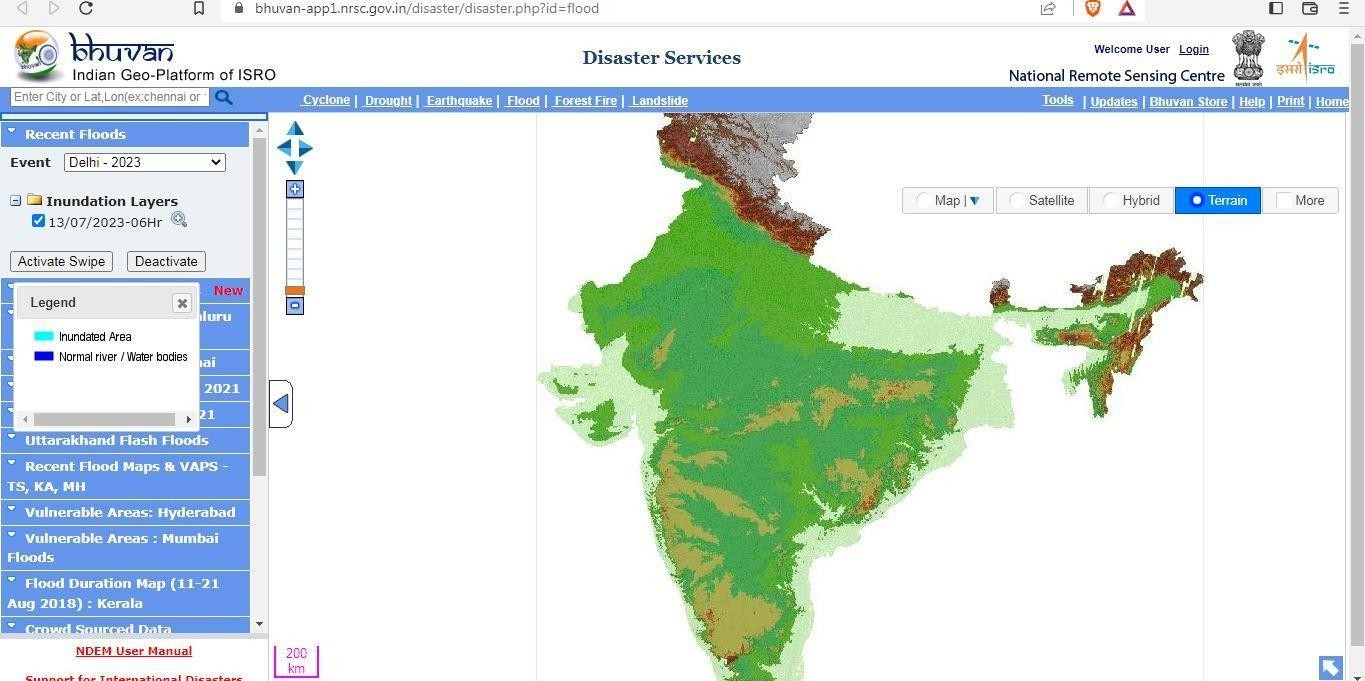 bhuvan-app1.nrsc.gov.in/disaster/disaster.php?id=flood
bhuvan
Indian Geo-Platform of ISRO
Disaster Services
Welcome User Login
National Remote Sensing Centre
इसरो isro
Enter City or Lat,Lon(ex:chennai or
Cyclone | Drought | Earthquake | Flood | Forest Fire | Landslide
Tools | Updates | Bhuvan Store | Help | Print | Home
Recent Floods
Event Delhi - 2023
Inundation Layers
13/07/2023-06Hr
Activate Swipe Deactivate
New
Legend
Inundated Area
Normal river / Water bodies
aluru
nai
2021
21
Uttarakhand Flash Floods
Recent Flood Maps & VAPS -
TS, KA, MH
Vulnerable Areas: Hyderabad
Vulnerable Areas : Mumbai
Floods
Flood Duration Map (11-21
Aug 2018) : Kerala
Crowd Sourced Data
NDEM User Manual
Support for International Disasters
Map | Satellite Hybrid Terrain More
200
km